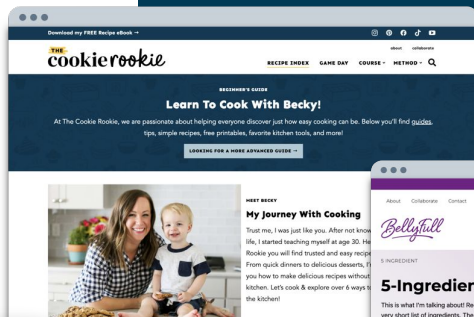 Download my FREE Recipe eBook →
about collaborate
THE
cookie rookie
RECIPE INDEX GAME DAY COURSE METHOD
BEGINNER'S GUIDE
Learn To Cook With Becky!
At The Cookie Rookie, we are passionate about helping everyone discover just how easy cooking can be. Below you'll find guides,
tips, simple recipes, free printables, favorite kitchen tools, and more!
LOOKING FOR A MORE ADVANCED GUIDE →
MEET BECKY
My Journey With Cooking
Trust me, I was just like you. After not know
life, I started teaching myself at age 30. He
Rookie you will find trusted and easy recipe
From quick dinners to delicious desserts, I'
you how to make delicious recipes without
kitchen. Let's cook & explore over 6 ways to
the kitchen!
About Collaborate Contact
BellyFull
5 INGREDIENT
5-Ingredien
This is what I'm talking about! Re
very short list of ingredients. The